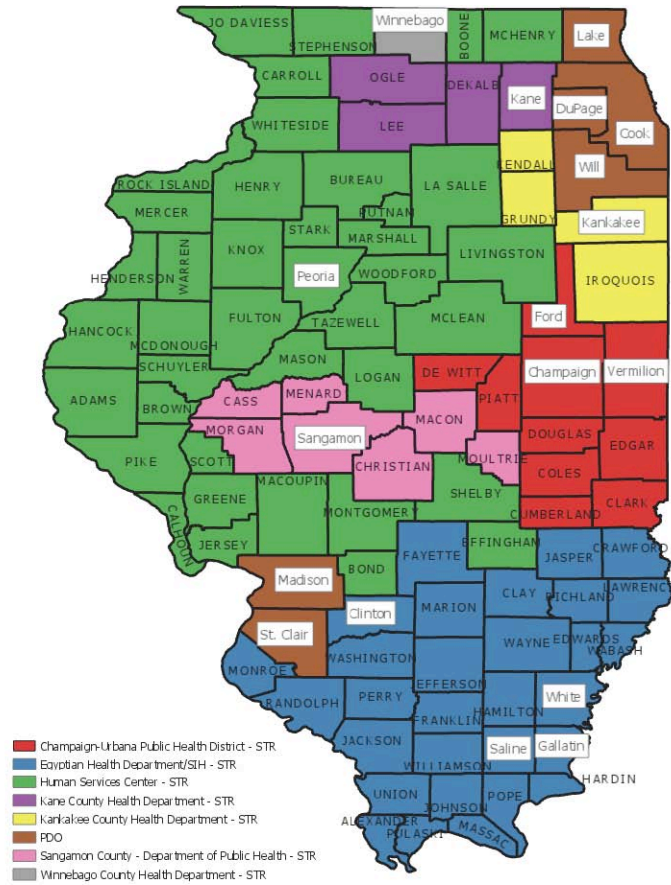 JO DAVIESS
STEPHENSON
Winnebago
BOONE
MCHENRY
Lake
CARROLL
OGLE
DEKALB
Kane
DuPage
Cook
WHITESIDE
LEE
KENDALL
Will
ROCK ISLAND
HENRY
BUREAU
LA SALLE
GRUNDY
MERCER
PUTNAM
Kankakee
STARK
MARSHALL
KNOX
HENDERSON
WARREN
Peoria
WOODFORD
LIVINGSTON
IROQUOIS
HANCOCK
MCDONOUGH
FULTON
TAZEWELL
MCLEAN
Ford
SCHUYLER
MASON
LOGAN
DE WITT
Champaign
Vermilion
ADAMS
BROWN
CASS
MENARD
PIATT
MORGAN
Sangamon
MACON
DOUGLAS
EDGAR
PIKE
SCOTT
CHRISTIAN
MOULTRIE
COLES
GREENE
MACOUPIN
MONTGOMERY
SHELBY
CLARK
CALHOUN
JERSEY
CUMBERLAND
FAYETTE
EFFINGHAM
JASPER
CRAWFORD
BOND
Madison
Clinton
MARION
CLAY
RICHLAND
LAWRENCE
St. Clair
WAYNE
EDWARDS
WABASH
MONROE
WASHINGTON
EFFERSON
RANDOLPH
PERRY
HAMILTON
White
FRANKLIN
JACKSON
WILLIAMSON
Saline
Gallatin
HARDIN
UNION
JOHNSON
POPE
ALEXANDER
PULASKI
MASSAC
Champaign-Urbana Public Health District - STR
Egyptian Health Department/SIH - STR
Human Services Center - STR
Kane County Health Department - STR
Kankakee County Health Department - STR
PDO
Sangamon County - Department of Public Health - STR
Winnebago County Health Department - STR